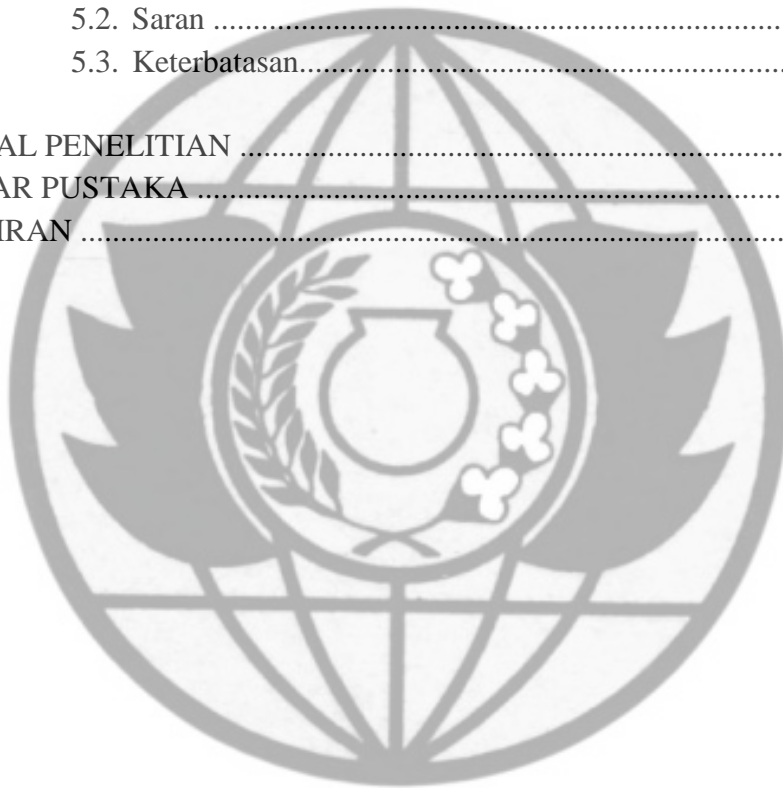 5.2. Saran ..............................................................................
5.3. Keterbatasan.................................................................
AL PENELITIAN .........................................................................
AR PUSTAKA ................................................................................
IRAN ...............................................................................................